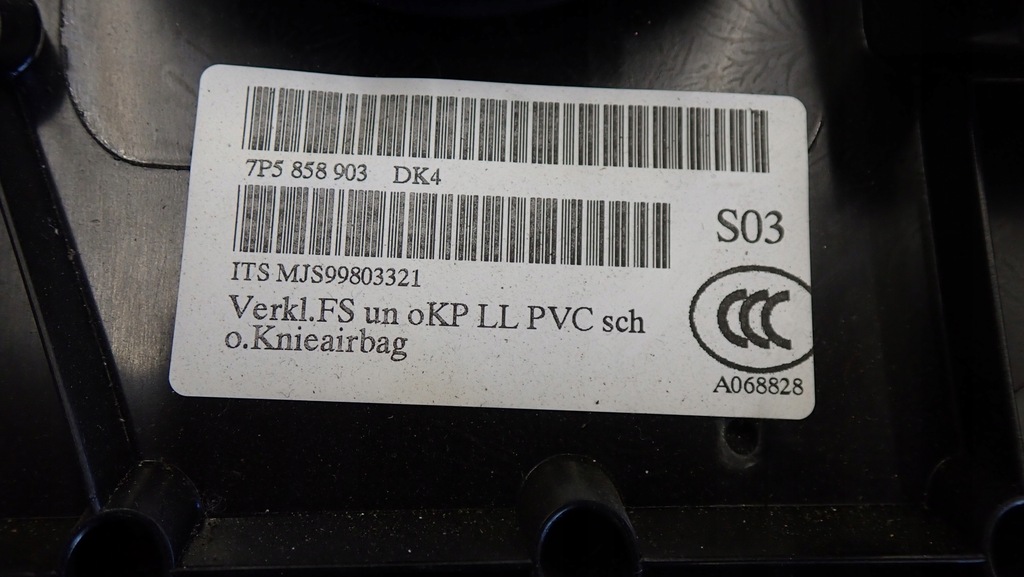 7P5 858 903 DK4
S03
ITS MJS99803321
Verkl.FS un oKP LL PVC sch
o.Knieairbag
CCC
A068828